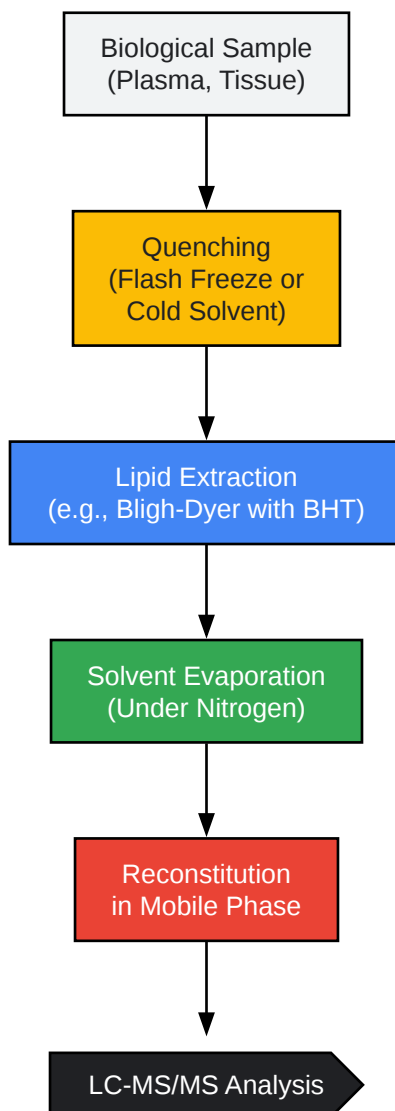 Biological Sample
(Plasma, Tissue)
Quenching
(Flash Freeze or
Cold Solvent)
Lipid Extraction
(e.g., Bligh-Dyer with BHT)
Solvent Evaporation
(Under Nitrogen)
Reconstitution
in Mobile Phase
LC-MS/MS Analysis